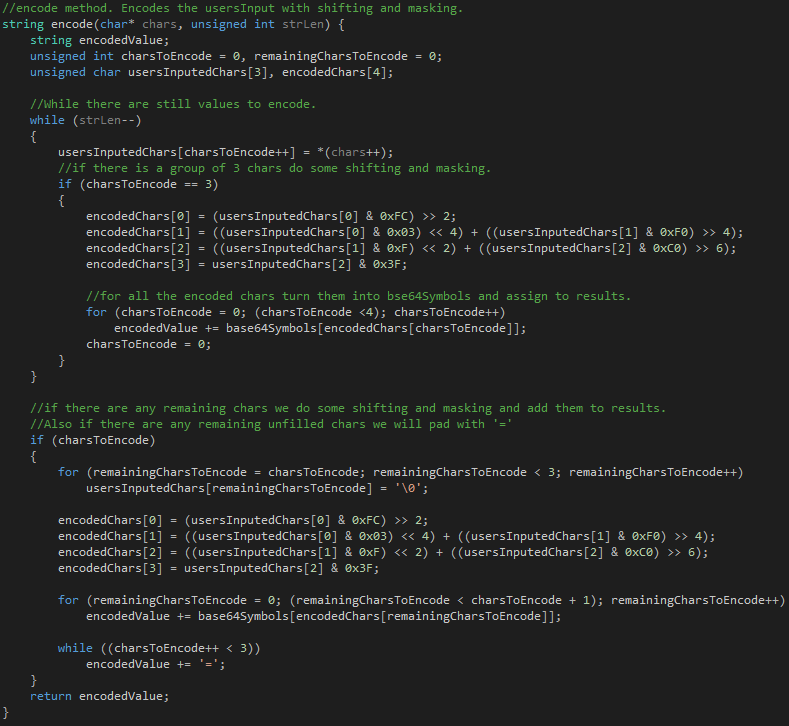 //encode method. Encodes the usersInput with shifting and masking.
string encode(char* chars, unsigned int strLen) {
    string encodedValue;
    unsigned int charsToEncode = 0, remainingCharsToEncode = 0;
    unsigned char usersInputedChars[3], encodedChars[4];

    //While there are still values to encode.
    while (strLen--)
    {
        usersInputedChars[charsToEncode++] = *(chars++);
        //if there is a group of 3 chars do some shifting and masking.
        if (charsToEncode == 3)
        {
            encodedChars[0] = (usersInputedChars[0] & 0xFC) >> 2;
            encodedChars[1] = ((usersInputedChars[0] & 0x03) << 4) + ((usersInputedChars[1] & 0xF0) >> 4);
            encodedChars[2] = ((usersInputedChars[1] & 0xF) << 2) + ((usersInputedChars[2] & 0xC0) >> 6);
            encodedChars[3] = usersInputedChars[2] & 0x3F;

            //for all the encoded chars turn them into bse64Symbols and assign to results.
            for (charsToEncode = 0; (charsToEncode <4); charsToEncode++)
                encodedValue += base64Symbols[encodedChars[charsToEncode]];
            charsToEncode = 0;
        }
    }

    //if there are any remaining chars we do some shifting and masking and add them to results.
    //Also if there are any remaining unfilled chars we will pad with '='
    if (charsToEncode)
    {
        for (remainingCharsToEncode = charsToEncode; remainingCharsToEncode < 3; remainingCharsToEncode++)
            usersInputedChars[remainingCharsToEncode] = '\0';

        encodedChars[0] = (usersInputedChars[0] & 0xFC) >> 2;
        encodedChars[1] = ((usersInputedChars[0] & 0x03) << 4) + ((usersInputedChars[1] & 0xF0) >> 4);
        encodedChars[2] = ((usersInputedChars[1] & 0xF) << 2) + ((usersInputedChars[2] & 0xC0) >> 6);
        encodedChars[3] = usersInputedChars[2] & 0x3F;

        for (remainingCharsToEncode = 0; (remainingCharsToEncode < charsToEncode + 1); remainingCharsToEncode++)
            encodedValue += base64Symbols[encodedChars[remainingCharsToEncode]];

        while ((charsToEncode++ < 3))
            encodedValue += '=';
    }
    return encodedValue;
}